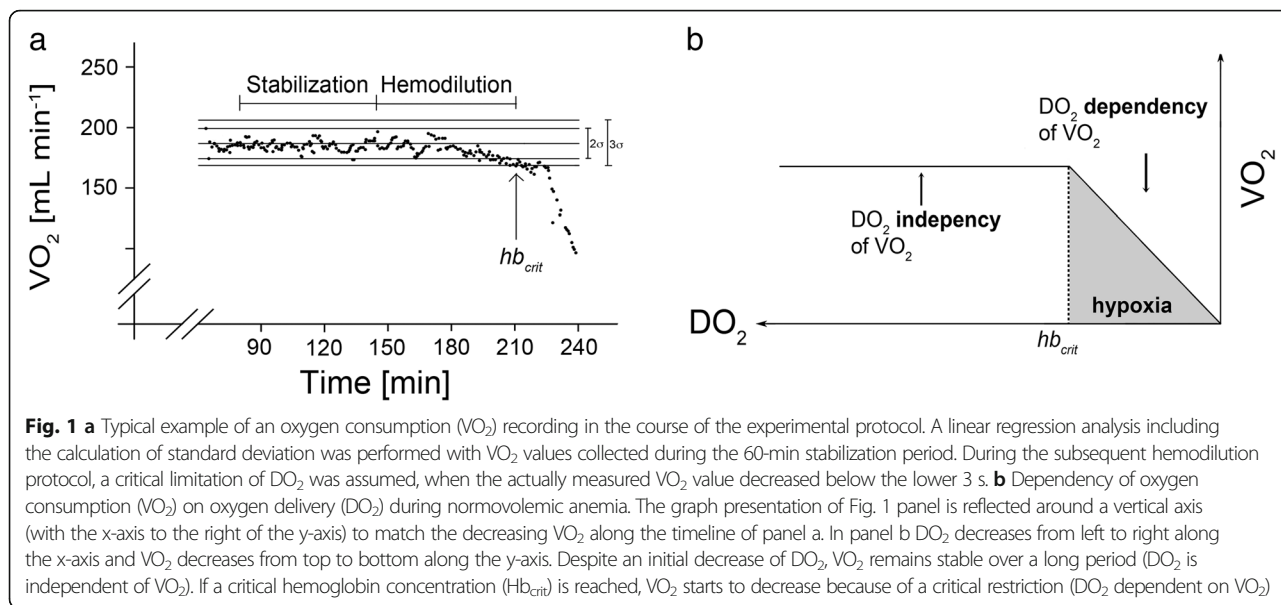 a
250
200
150
VO₂ [mL min⁻¹]
Stabilization Hemodilution
2σ 3σ
hb_crit
90 120 150 180 210 240
Time [min]
b
DO₂ dependency
of VO₂
VO₂
DO₂ indepency
of VO₂
hypoxia
DO₂
hb_crit
Fig. 1 a Typical example of an oxygen consumption (VO₂) recording in the course of the experimental protocol. A linear regression analysis including
the calculation of standard deviation was performed with VO₂ values collected during the 60-min stabilization period. During the subsequent hemodilution
protocol, a critical limitation of DO₂ was assumed, when the actually measured VO₂ value decreased below the lower 3 s. b Dependency of oxygen
consumption (VO₂) on oxygen delivery (DO₂) during normovolemic anemia. The graph presentation of Fig. 1 panel is reflected around a vertical axis
(with the x-axis to the right of the y-axis) to match the decreasing VO₂ along the timeline of panel a. In panel b DO₂ decreases from left to right along
the x-axis and VO₂ decreases from top to bottom along the y-axis. Despite an initial decrease of DO₂, VO₂ remains stable over a long period (DO₂ is
independent of VO₂). If a critical hemoglobin concentration (Hb_crit) is reached, VO₂ starts to decrease because of a critical restriction (DO₂ dependent on VO₂)